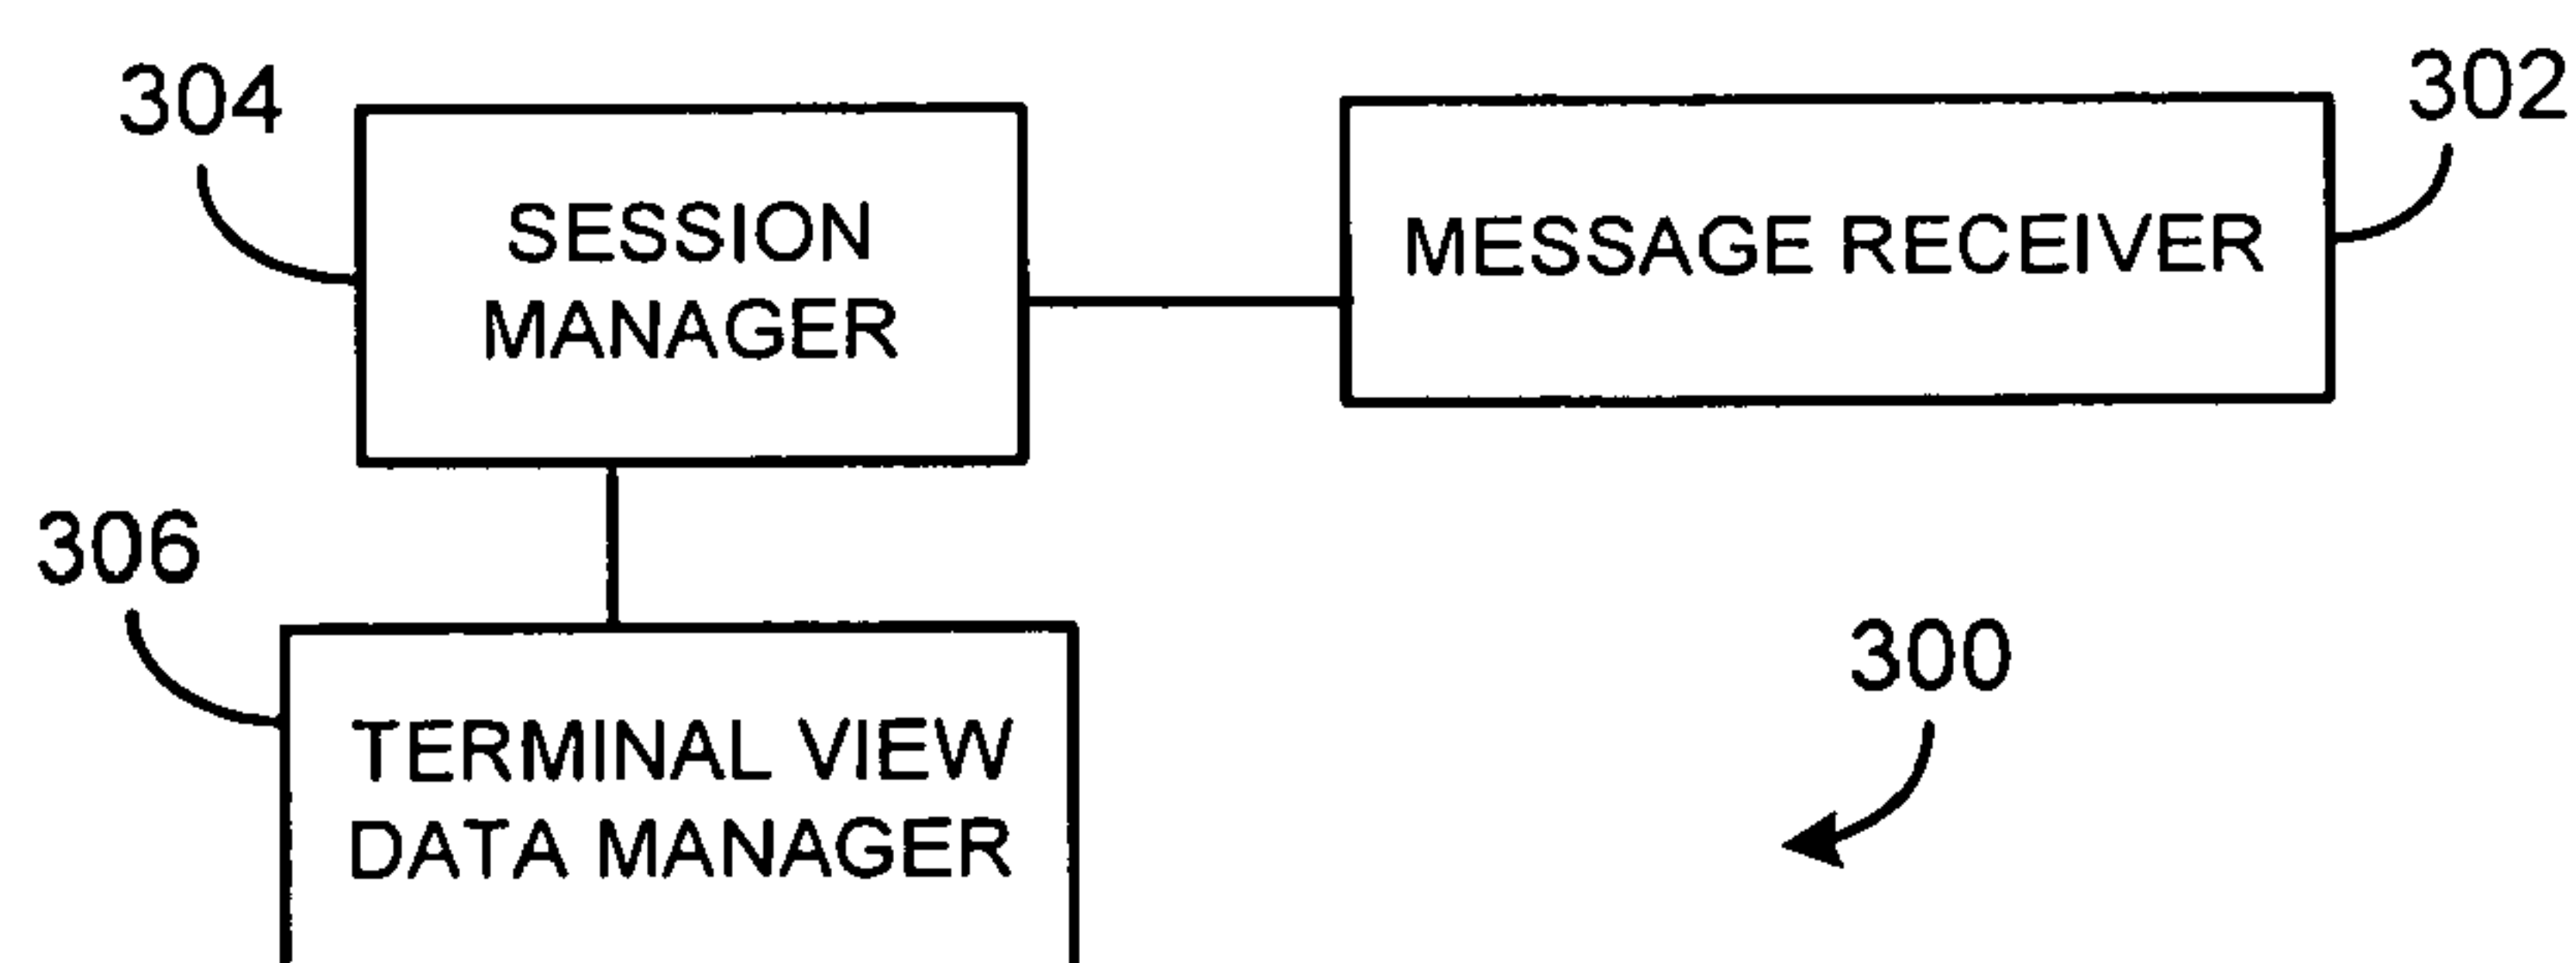 304
302
SESSION
MANAGER
MESSAGE RECEIVER
306
300
TERMINAL VIEW
DATA MANAGER